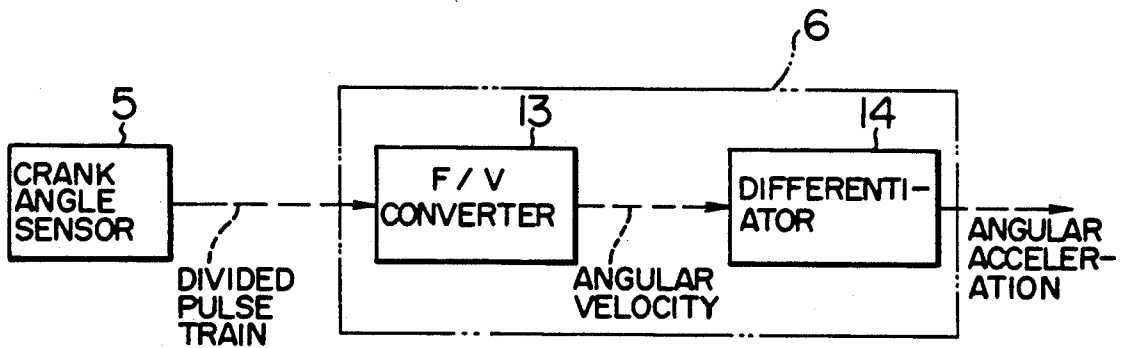 6
5
13
14
CRANK
ANGLE
SENSOR
F / V
CONVERTER
DIFFERENTI-
ATOR
DIVIDED
PULSE
TRAIN
ANGULAR
VELOCITY
ANGULAR
ACCELER-
ATION